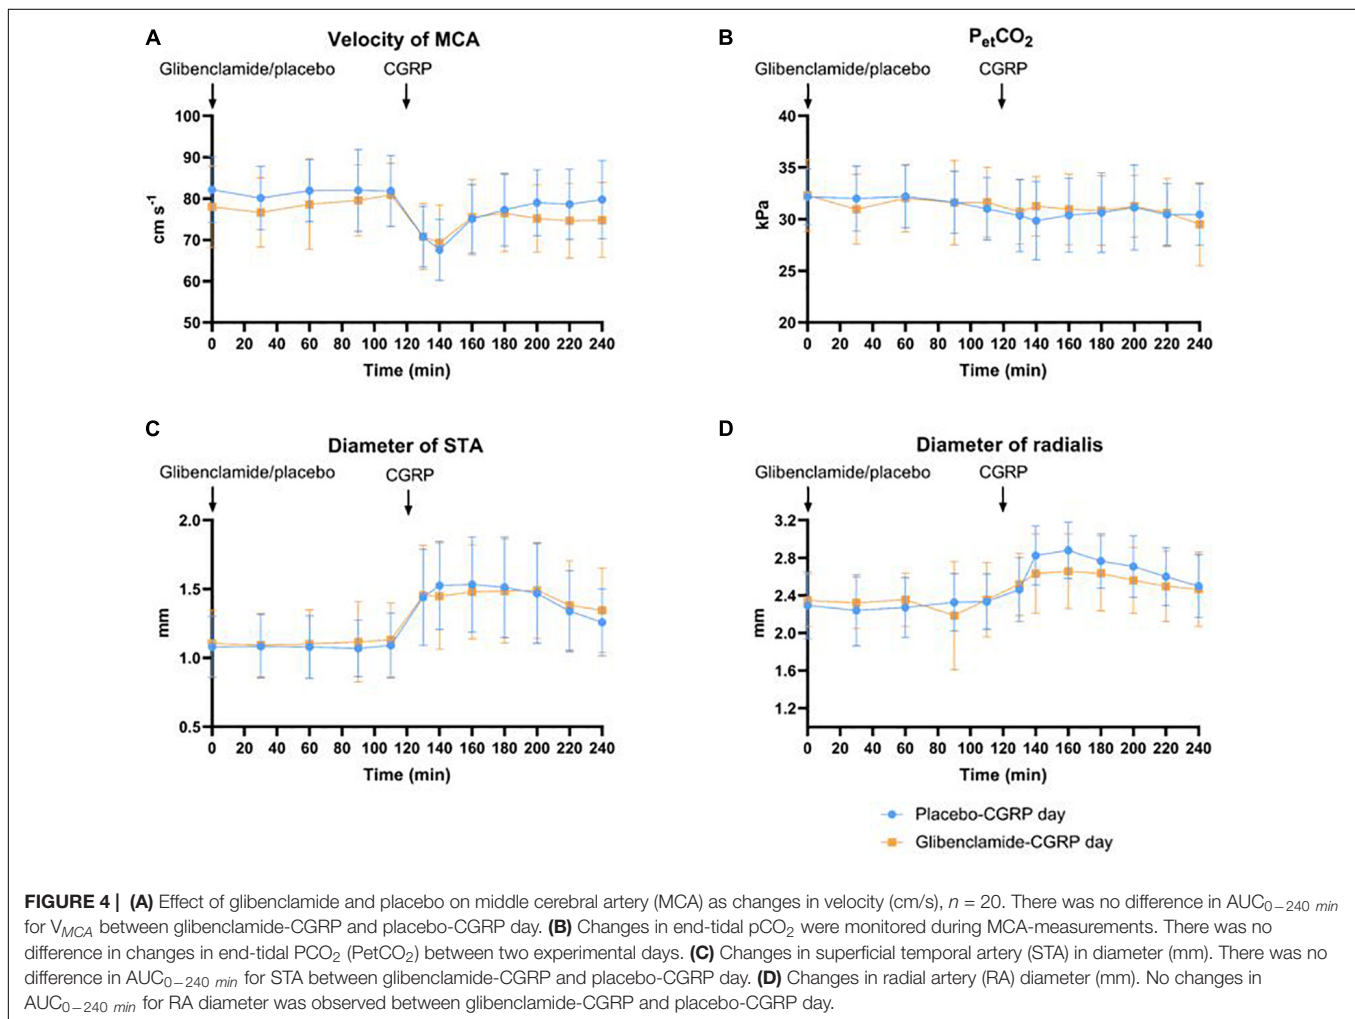 A
Velocity of MCA
Glibenclamide/placebo CGRP
100
90
80
70
60
50
cm s⁻¹
0 20 40 60 80 100 120 140 160 180 200 220 240
Time (min)
B
PetCO2
Glibenclamide/placebo CGRP
40
35
30
25
20
kPa
0 20 40 60 80 100 120 140 160 180 200 220 240
Time (min)
C
Diameter of STA
Glibenclamide/placebo CGRP
2.0
1.5
1.0
0.5
mm
0 20 40 60 80 100 120 140 160 180 200 220 240
Time (min)
D
Diameter of radialis
Glibenclamide/placebo CGRP
3.2
2.8
2.4
2.0
1.6
1.2
mm
0 20 40 60 80 100 120 140 160 180 200 220 240
Time (min)
Placebo-CGRP day
Glibenclamide-CGRP day
FIGURE 4 | (A) Effect of glibenclamide and placebo on middle cerebral artery (MCA) as changes in velocity (cm/s), n = 20. There was no difference in AUC0−240 min
for VMCA between glibenclamide-CGRP and placebo-CGRP day. (B) Changes in end-tidal pCO2 were monitored during MCA-measurements. There was no
difference in changes in end-tidal PCO2 (PetCO2) between two experimental days. (C) Changes in superficial temporal artery (STA) in diameter (mm). There was no
difference in AUC0−240 min for STA between glibenclamide-CGRP and placebo-CGRP day. (D) Changes in radial artery (RA) diameter (mm). No changes in
AUC0−240 min for RA diameter was observed between glibenclamide-CGRP and placebo-CGRP day.